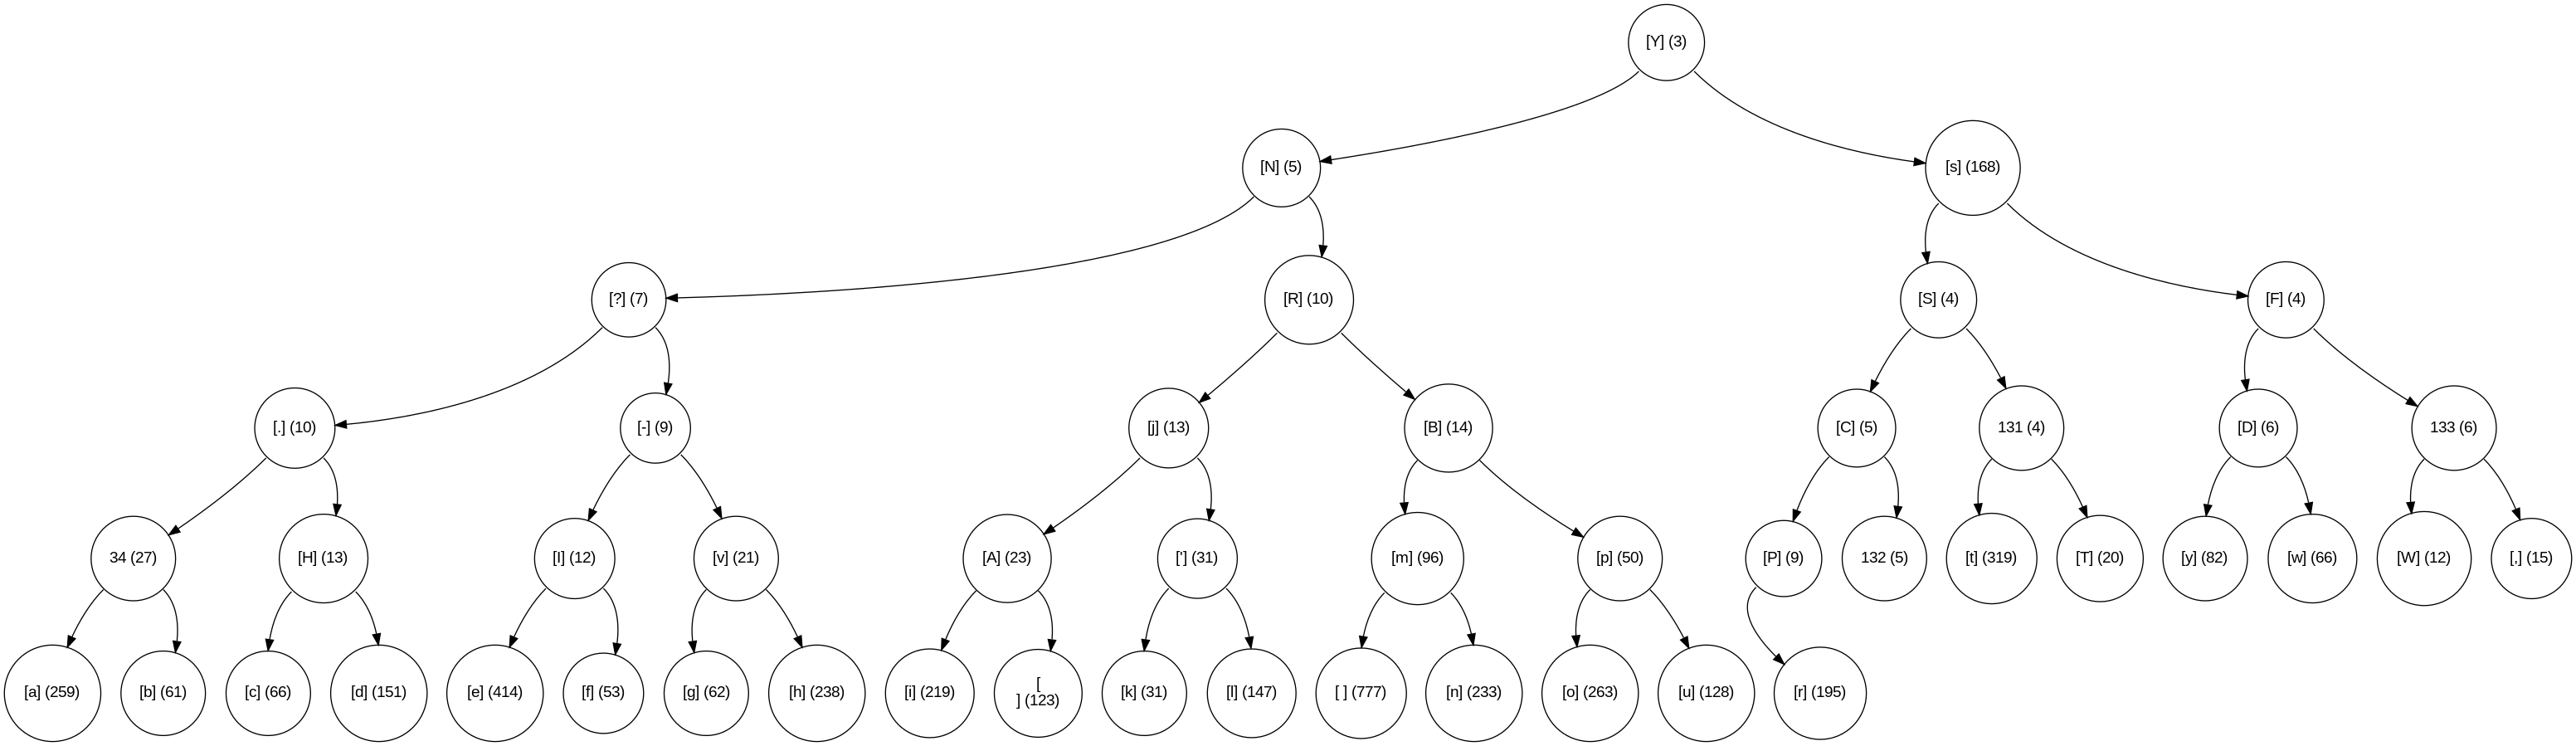 [Y] (3)
[N] (5)
[s] (168)
[?] (7)
[R] (10)
[S] (4)
[F] (4)
[.] (10)
[-] (9)
[j] (13)
[B] (14)
[C] (5)
131 (4)
[D] (6)
133 (6)
34 (27)
[H] (13)
[I] (12)
[v] (21)
[A] (23)
['] (31)
[m] (96)
[p] (50)
[P] (9)
132 (5)
[t] (319)
[T] (20)
[y] (82)
[w] (66)
[W] (12)
[,] (15)
[a] (259)
[b] (61)
[c] (66)
[d] (151)
[e] (414)
[f] (53)
[g] (62)
[h] (238)
[i] (219)
[
] (123)
[k] (31)
[l] (147)
[ ] (777)
[n] (233)
[o] (263)
[u] (128)
[r] (195)